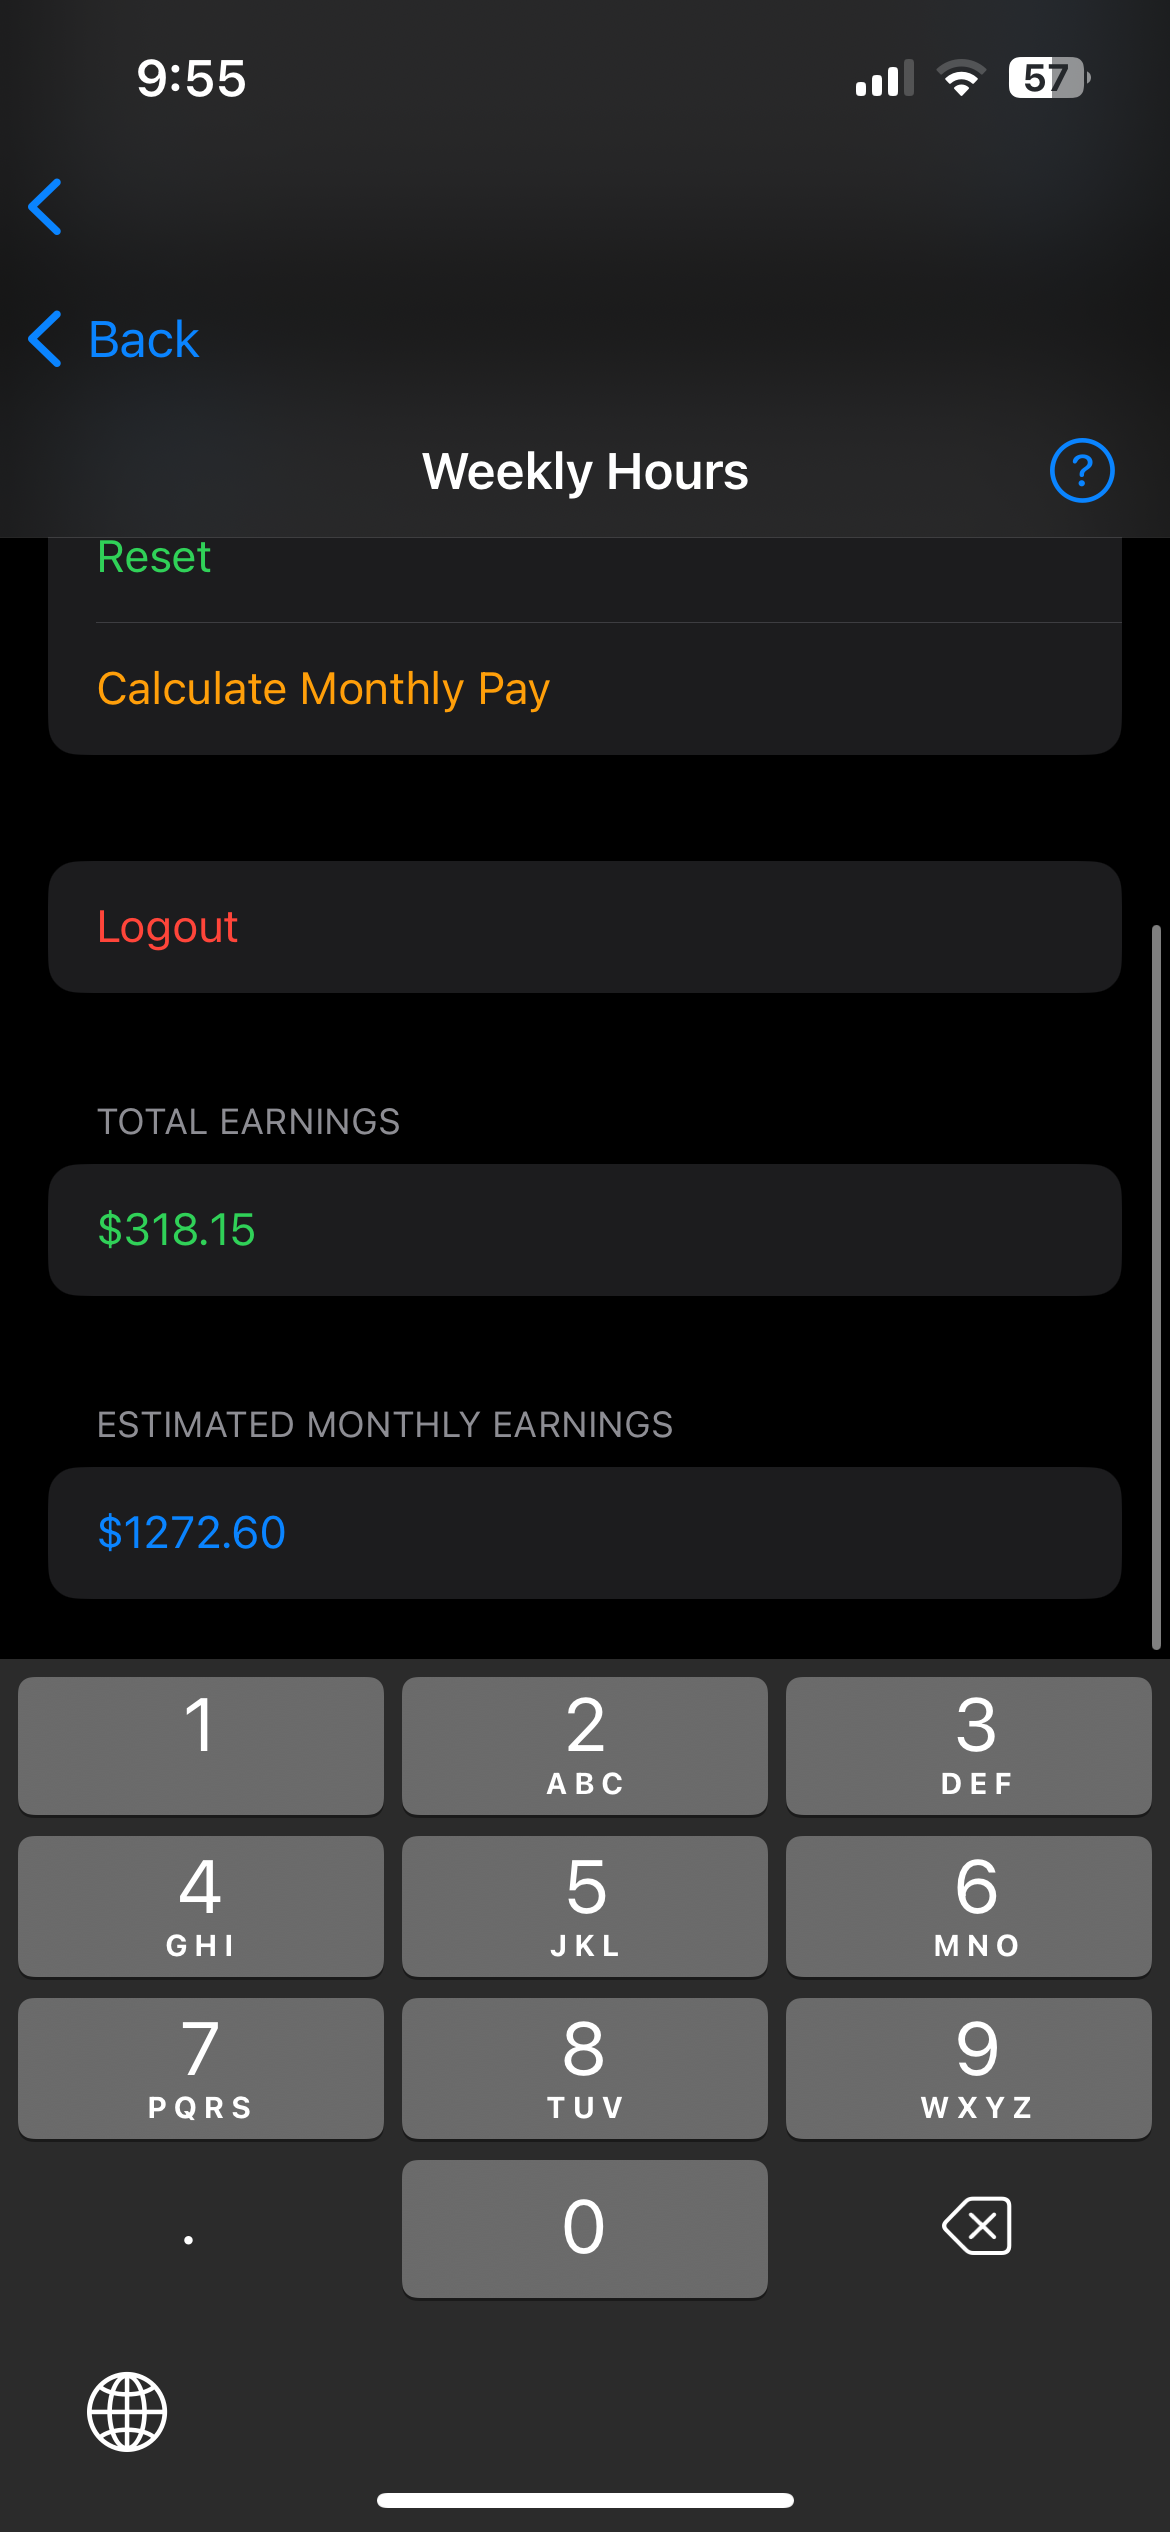 9:55
57
Back
Weekly Hours
?
Reset
Calculate Monthly Pay
Logout
TOTAL EARNINGS
$318.15
ESTIMATED MONTHLY EARNINGS
$1272.60
1 2 3
ABC DEF
4 5 6
GHI JKL MNO
7 8 9
PQRS TUV WXYZ
. 0